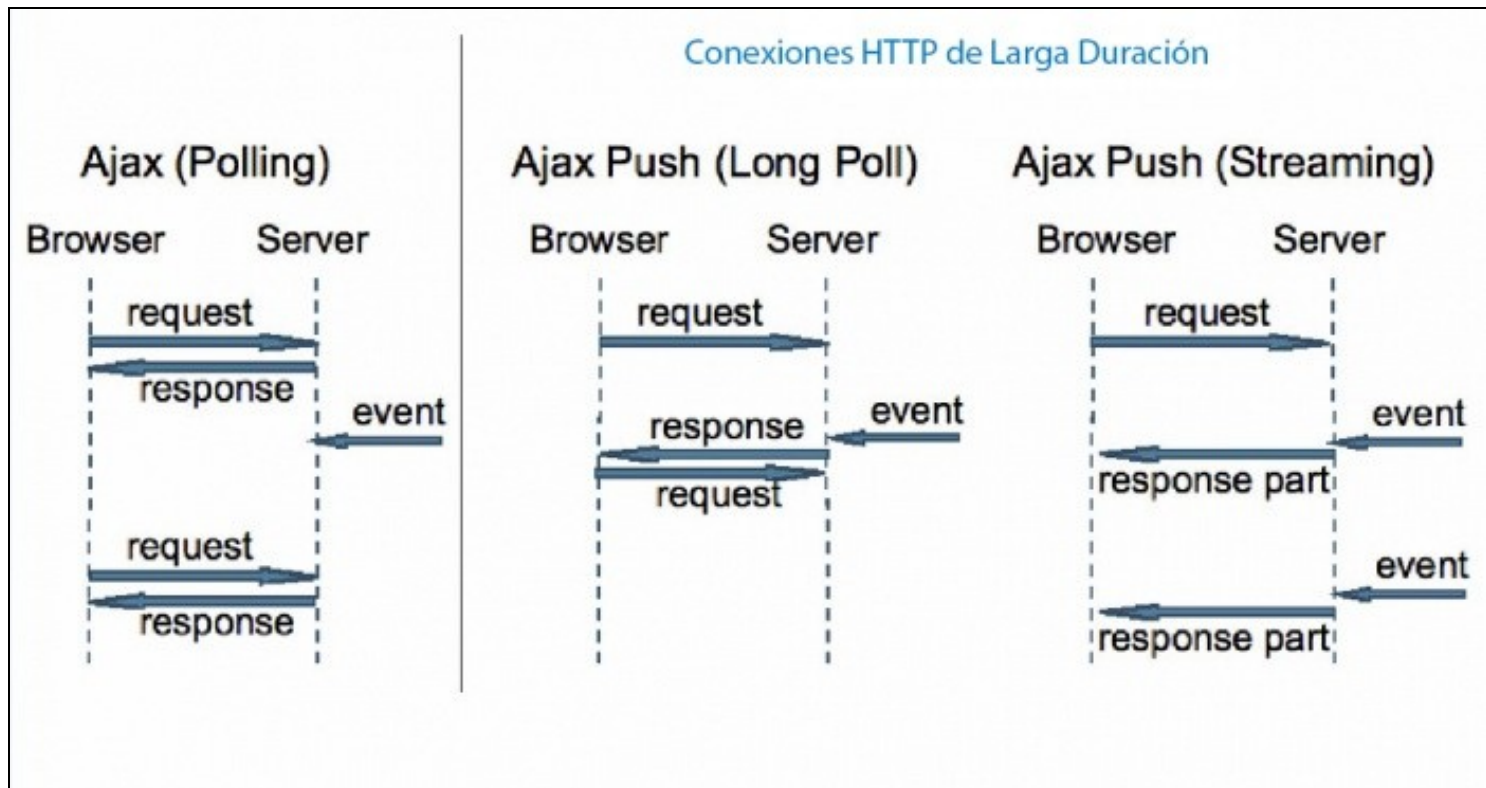 Conexiones HTTP de Larga Duración
Ajax (Polling)
Browser
Server
request
response
event
request
response
Ajax Push (Long Poll)
Browser
Server
request
event
response
request
Ajax Push (Streaming)
Browser
Server
request
event
response part
event
response part